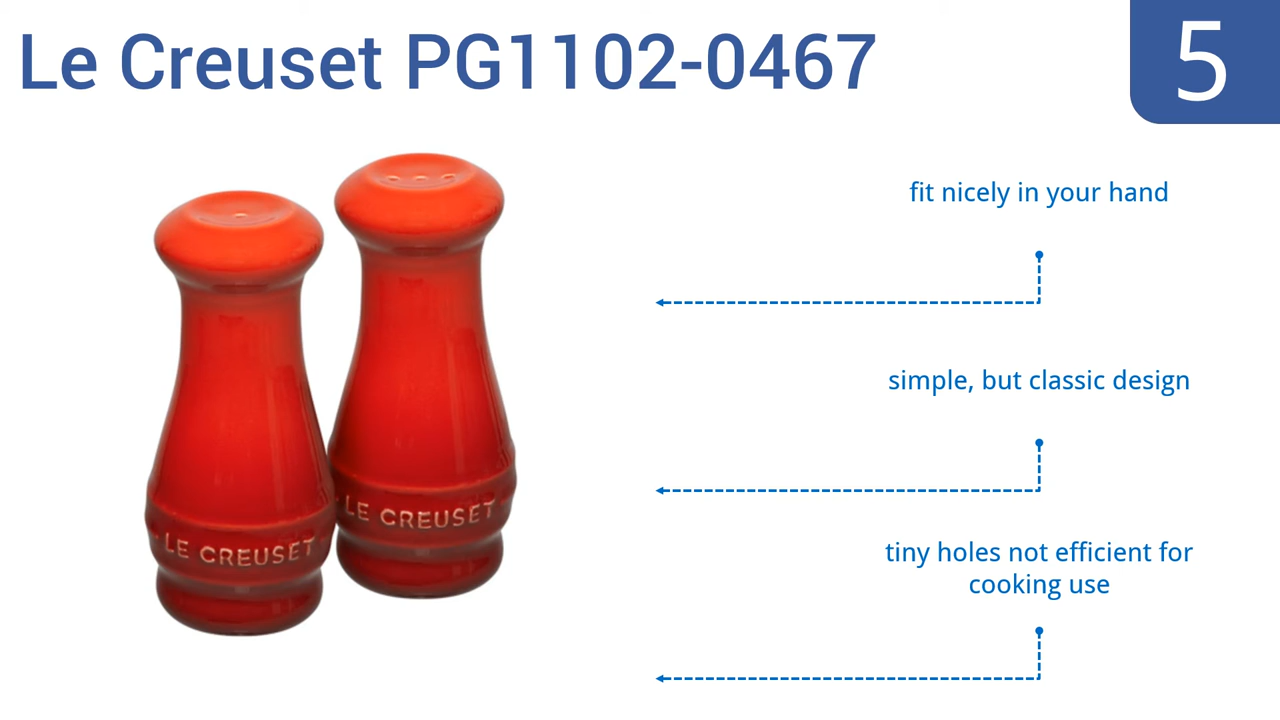 Le Creuset PG1102-0467
5
fit nicely in your hand
simple, but classic design
tiny holes not efficient for
cooking use
LE CREUSET
LE CREUSET